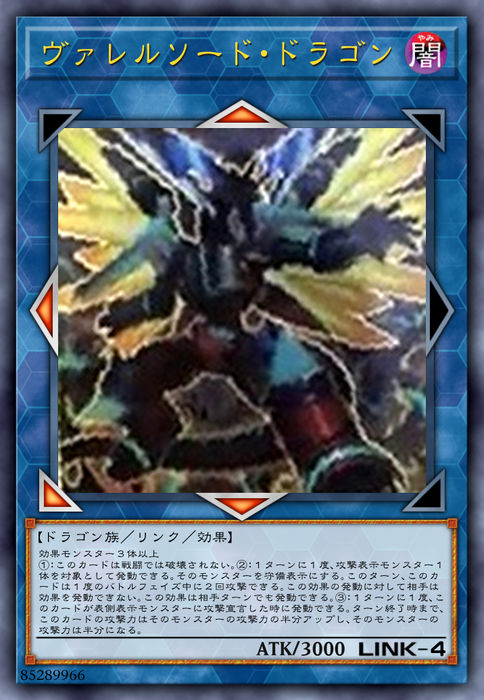 ヴァレルソード・ドラゴン
やみ
闇
【ドラゴン族／リンク／効果】
効果モンスター３体以上
①：このカードは戦闘では破壊されない。②：１ターンに１度、攻撃表示モンスター１
体を対象として発動できる。そのモンスターを守備表示にする。このターン、このカ
ードは１度のバトルフェイズ中に２回攻撃できる。この効果の発動に対して相手は
効果を発動できない。この効果は相手ターンでも発動できる。③：１ターンに１度、こ
のカードが表側表示モンスターに攻撃宣言した時に発動できる。ターン終了時まで、
このカードの攻撃力はそのモンスターの攻撃力の半分アップし、そのモンスターの
攻撃力は半分になる。
ATK/3000 LINK-4
85289966